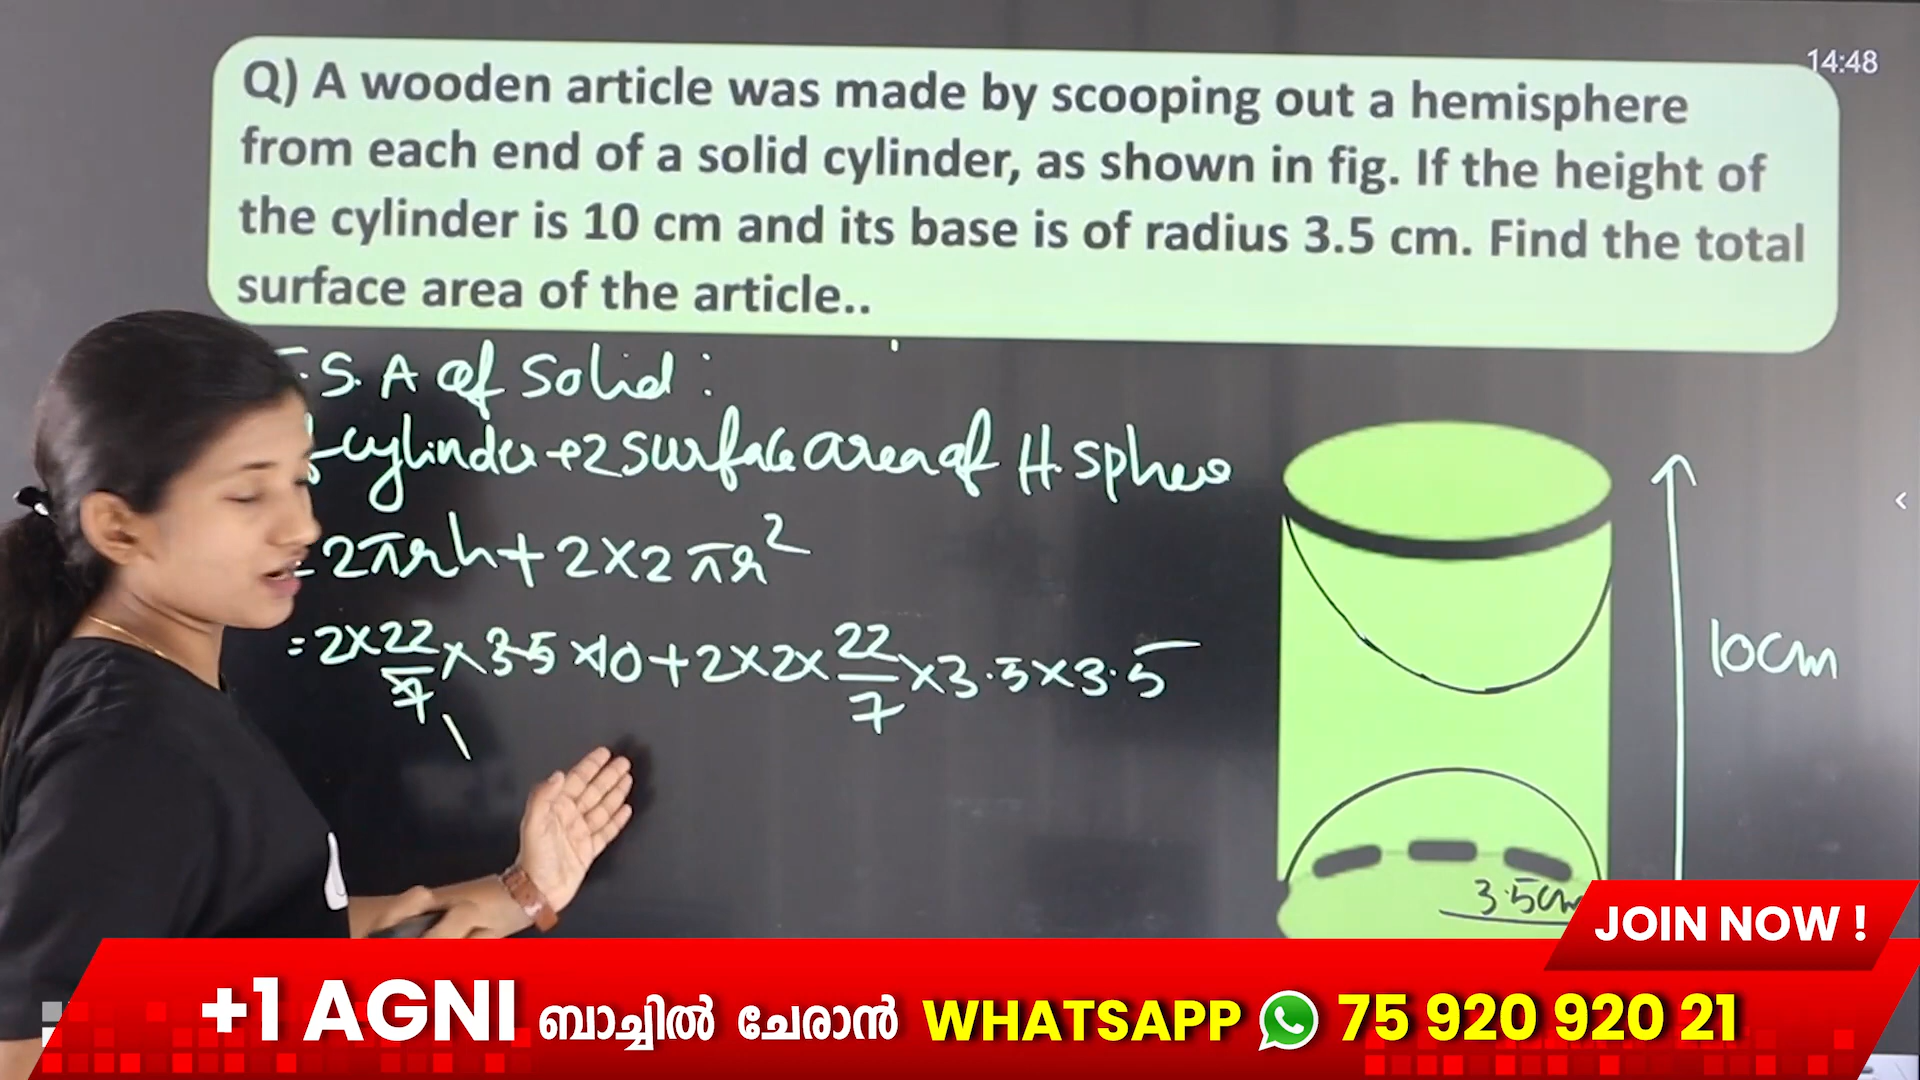 14:48
Q) A wooden article was made by scooping out a hemisphere
from each end of a solid cylinder, as shown in fig. If the height of
the cylinder is 10 cm and its base is of radius 3.5 cm. Find the total
surface area of the article..
.S.A of Solid :
cylinder + 2 surface area of H. sphere
= 2πrh + 2×2πr²
= 2×22/7×3.5×10+2×2×22/7×3.5×3.5
1
10cm
3.5cm
JOIN NOW !
+1 AGNI ബാച്ചിൽ ചേരാൻ WHATSAPP 75 920 920 21